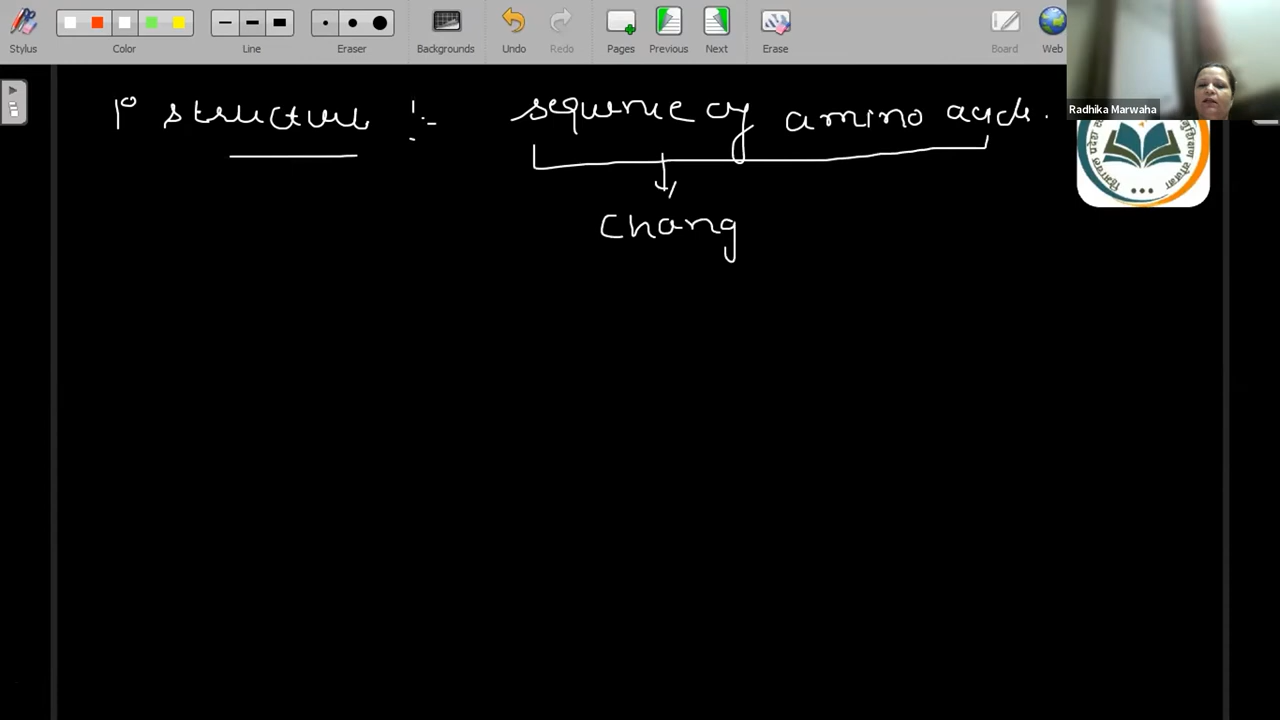 Stylus Color Line Eraser Backgrounds Undo Redo Pages Previous Next Erase Board Web
Radhika Marwaha
1° structure :- sequence of amino acids.
Chang